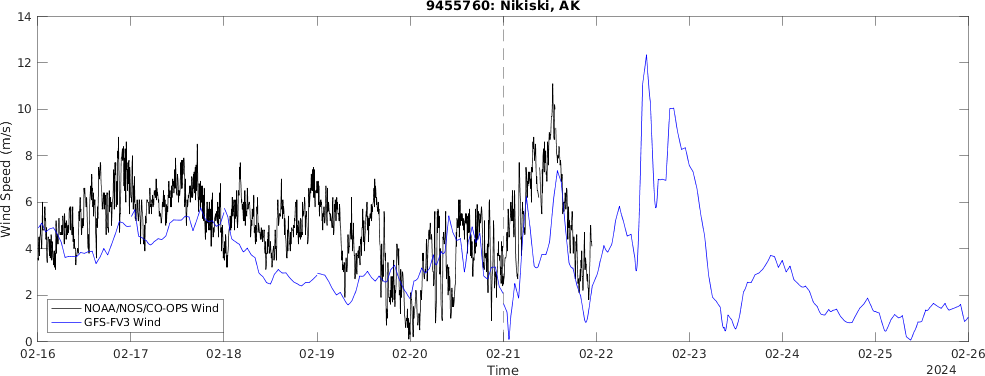 9455760: Nikiski, AK
14
12
10
8
6
4
2
0
Wind Speed (m/s)
NOAA/NOS/CO-OPS Wind
GFS-FV3 Wind
02-16 02-17 02-18 02-19 02-20 02-21 02-22 02-23 02-24 02-25 02-26
Time
2024